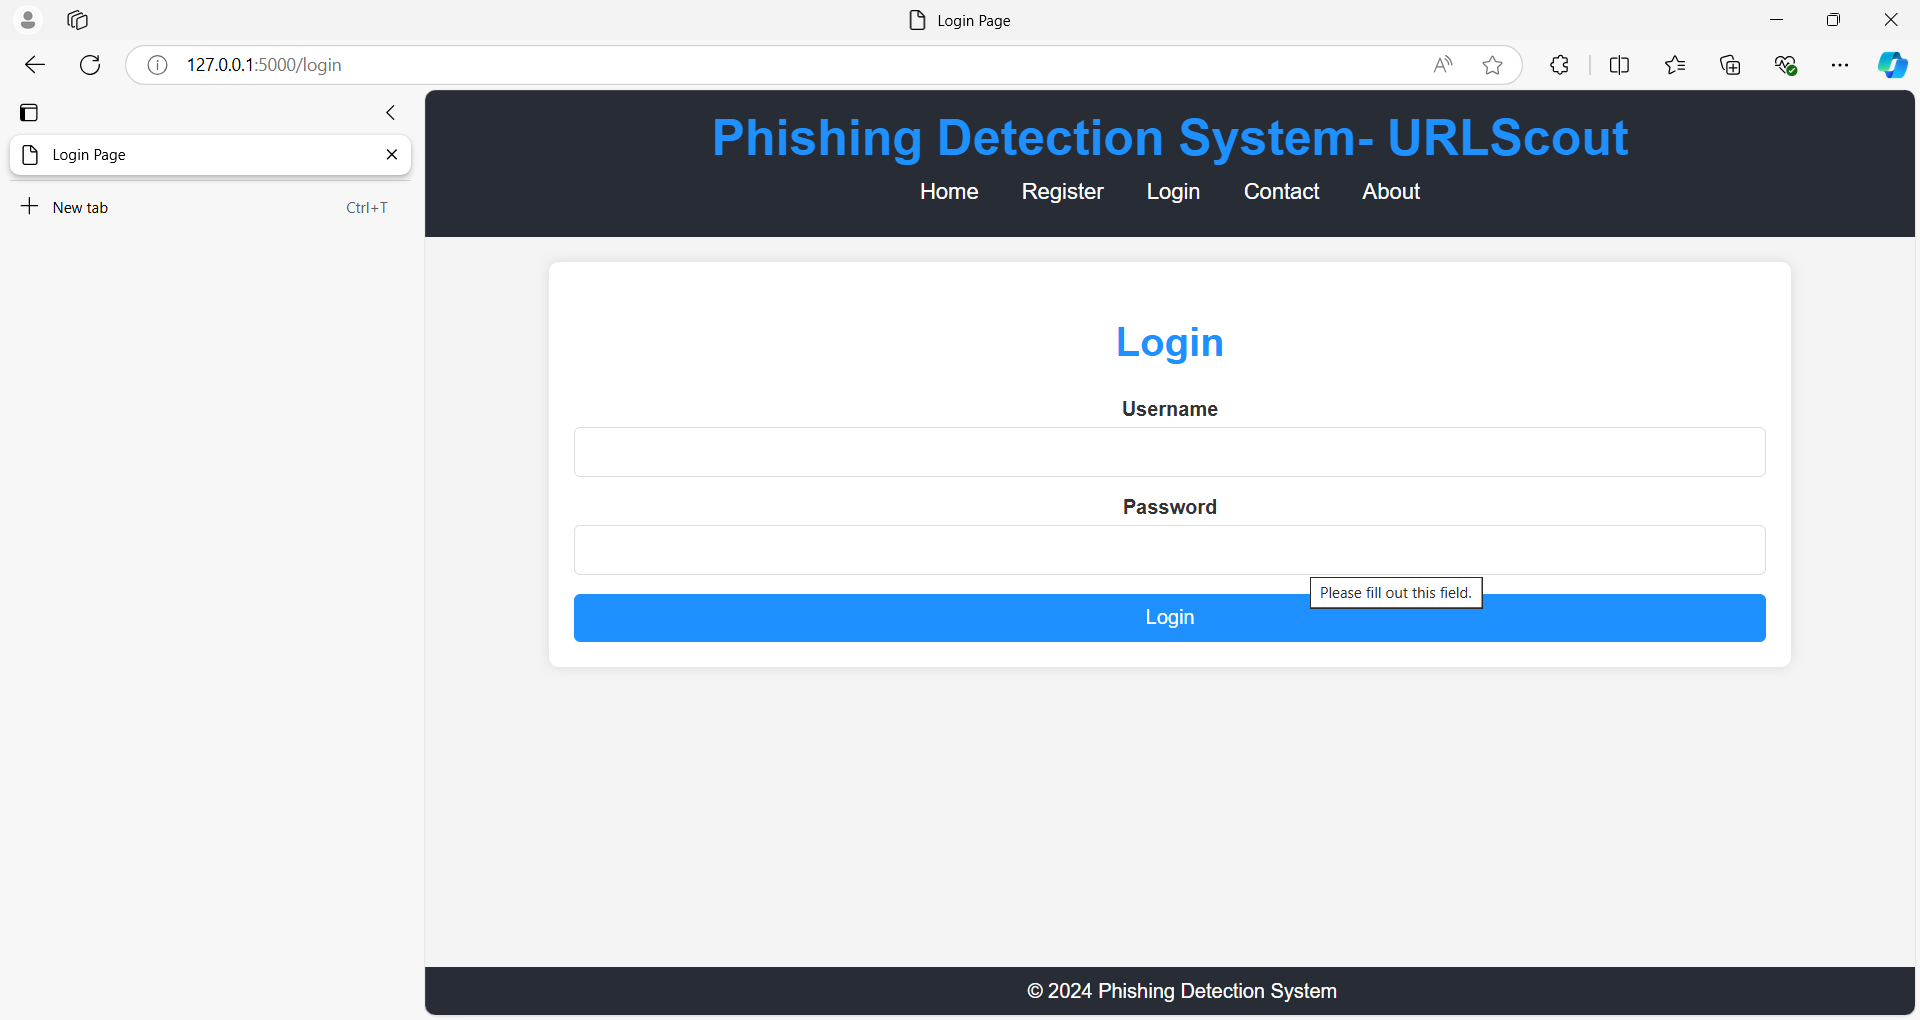 Login Page
127.0.0.1:5000/login
Login Page
New tab Ctrl+T
Phishing Detection System- URLScout
Home Register Login Contact About
Login
Username
Password
Please fill out this field.
Login
© 2024 Phishing Detection System